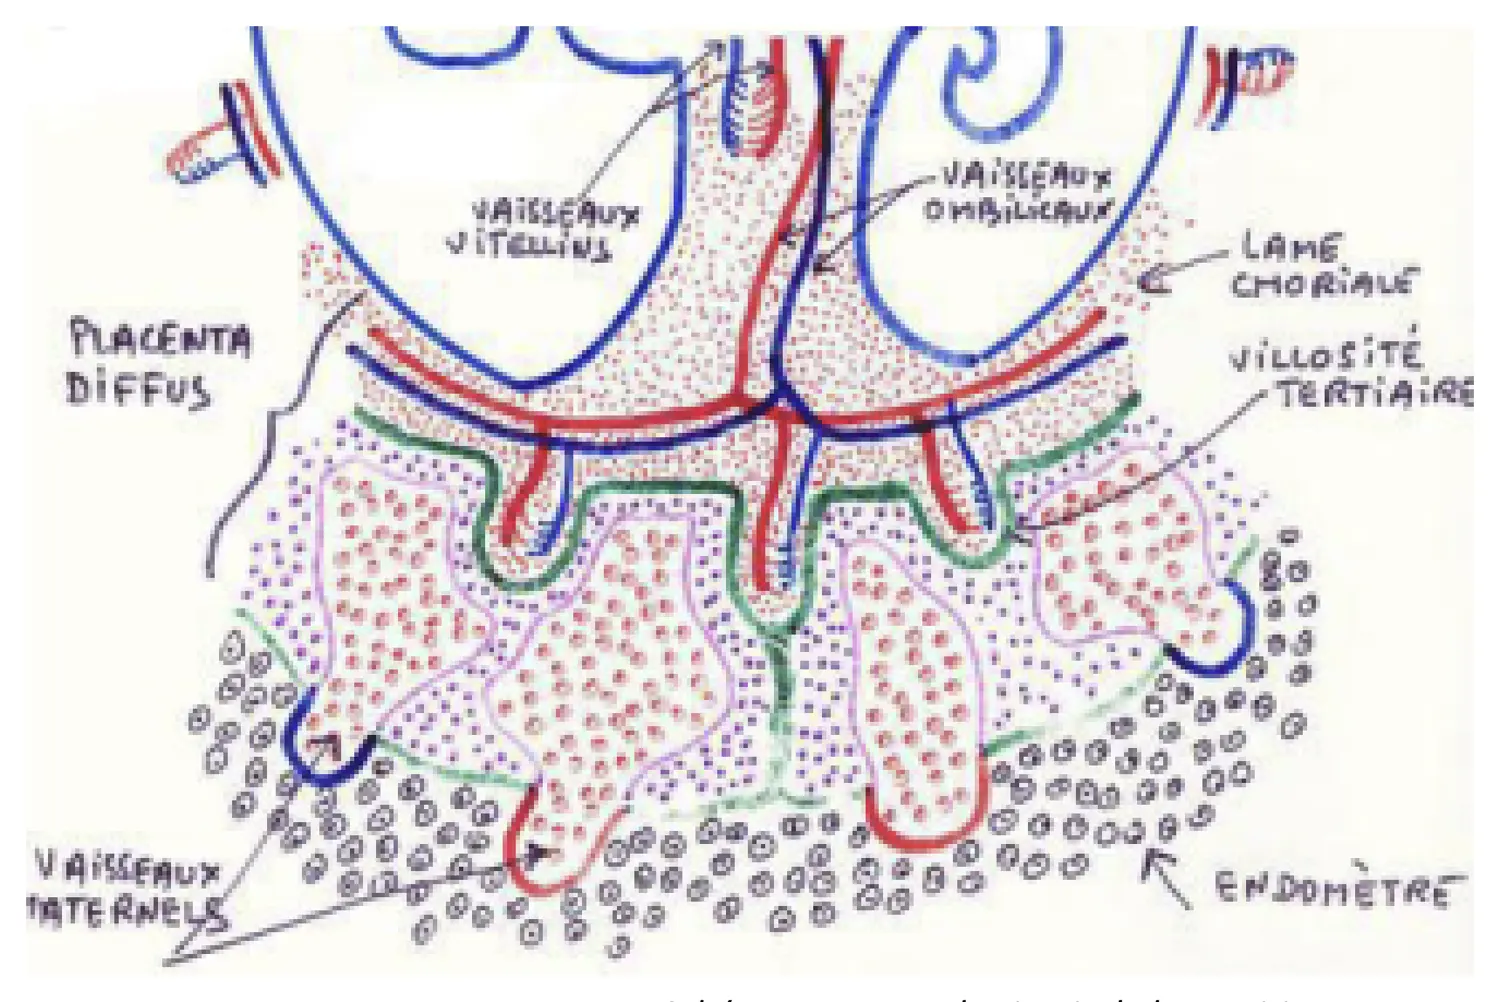 VAISSEAUX
VITELLINS
VAISSEAUX
OMBILICAUX
LAME
CHORIALE
PLACENTA
DIFFUS
VILLOSITÉ
TERTIAIRE
VAISSEAUX
MATERNELS
ENDOMÈTRE